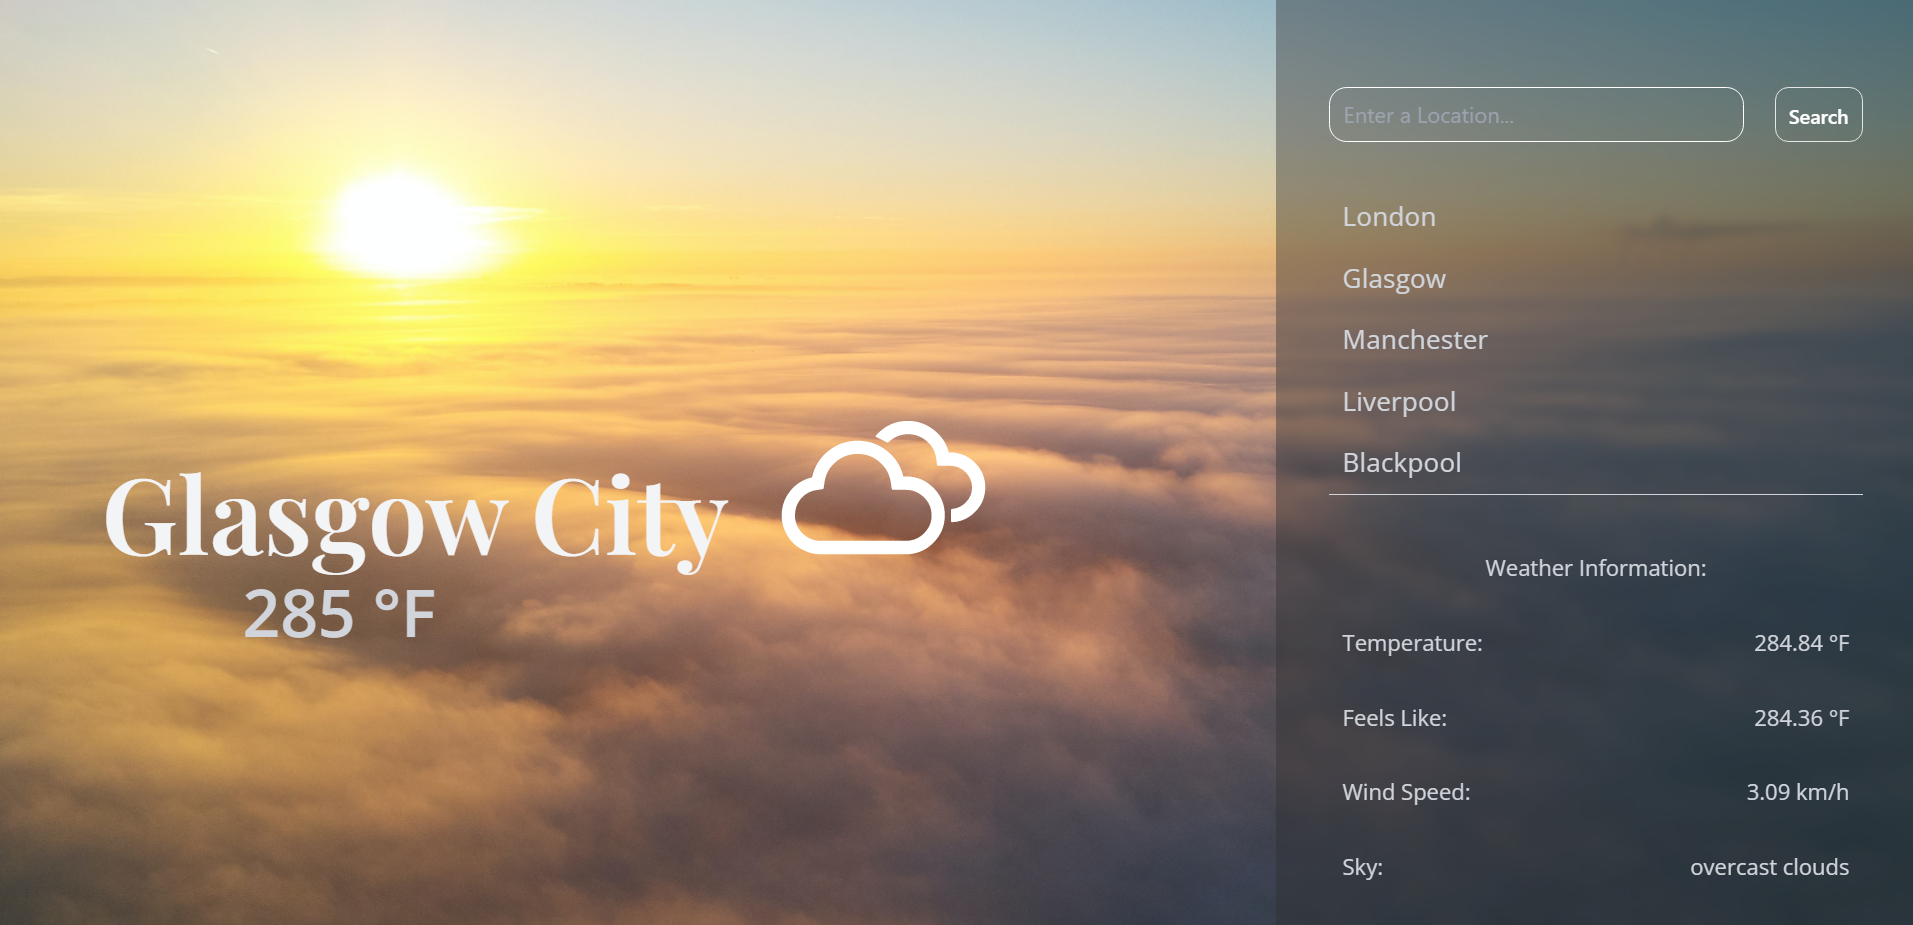 Glasgow City
285 °F
Enter a Location...
Search
London
Glasgow
Manchester
Liverpool
Blackpool
Weather Information:
Temperature: 284.84 °F
Feels Like: 284.36 °F
Wind Speed: 3.09 km/h
Sky: overcast clouds